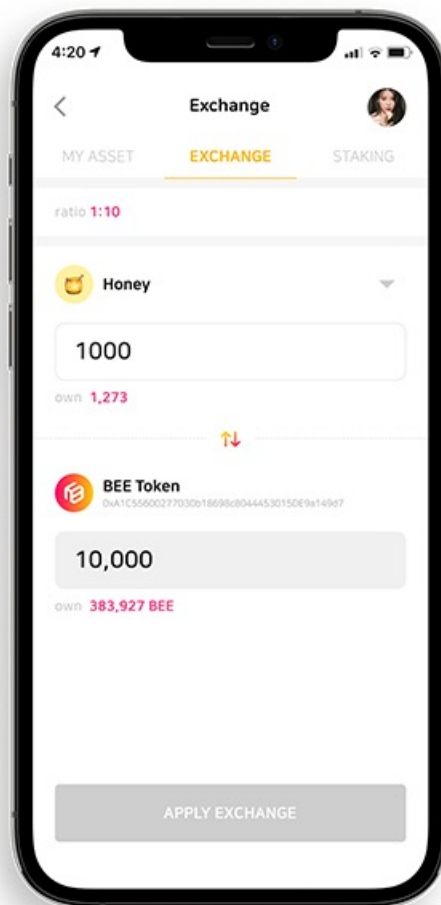 4:20
Exchange
MY ASSET EXCHANGE STAKING
ratio 1:10
Honey
1000
own 1,273
BEE Token
10,000
own 383,927 BEE
APPLY EXCHANGE